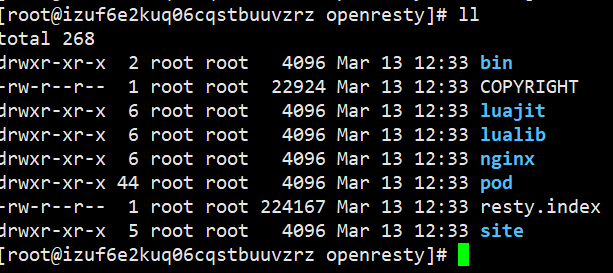 [root@izuf6e2kuq06cqstbuuvzrz openresty]# ll
total 268
drwxr-xr-x  2 root root   4096 Mar 13 12:33 bin
-rw-r--r--  1 root root  22924 Mar 13 12:33 COPYRIGHT
drwxr-xr-x  6 root root   4096 Mar 13 12:33 luajit
drwxr-xr-x  6 root root   4096 Mar 13 12:33 lualib
drwxr-xr-x  6 root root   4096 Mar 13 12:33 nginx
drwxr-xr-x 44 root root   4096 Mar 13 12:33 pod
-rw-r--r--  1 root root 224167 Mar 13 12:33 resty.index
drwxr-xr-x  5 root root   4096 Mar 13 12:33 site
[root@izuf6e2kuq06cqstbuuvzrz openresty]#